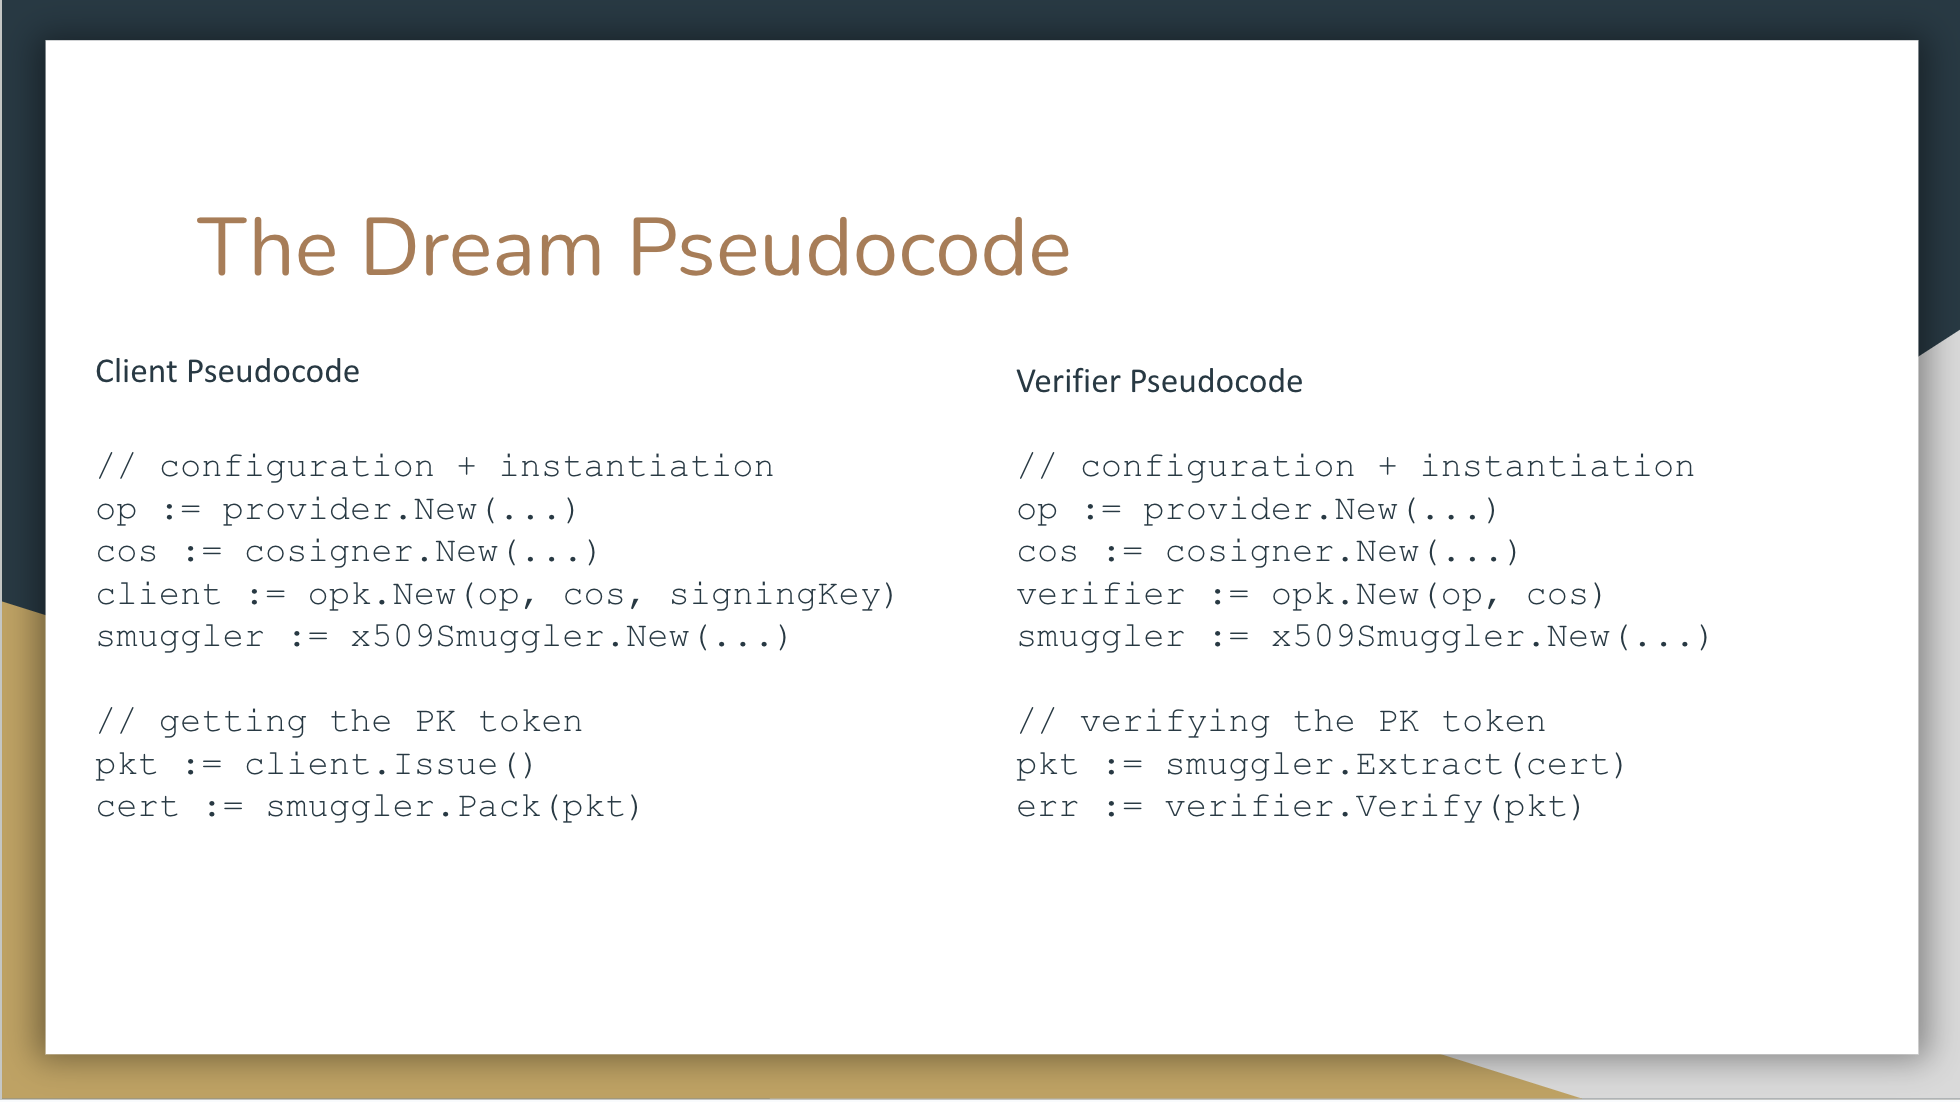 The Dream Pseudocode
Client Pseudocode
// configuration + instantiation
op := provider.New(...)
cos := cosigner.New(...)
client := opk.New(op, cos, signingKey)
smuggler := x509Smuggler.New(...)
// getting the PK token
pkt := client.Issue()
cert := smuggler.Pack(pkt)
Verifier Pseudocode
// configuration + instantiation
op := provider.New(...)
cos := cosigner.New(...)
verifier := opk.New(op, cos)
smuggler := x509Smuggler.New(...)
// verifying the PK token
pkt := smuggler.Extract(cert)
err := verifier.Verify(pkt)